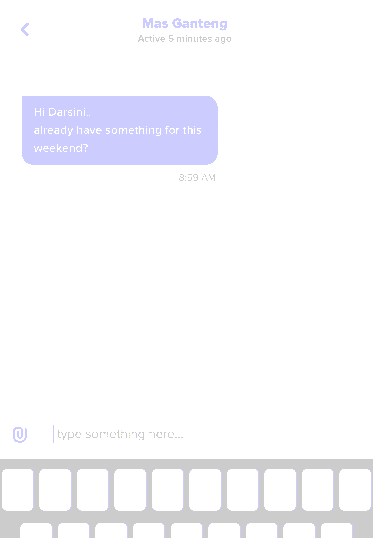 Mas Ganteng
Active 5 minutes ago
Hi Darsini..
already have something for this
weekend?
8:59 AM
type something here...